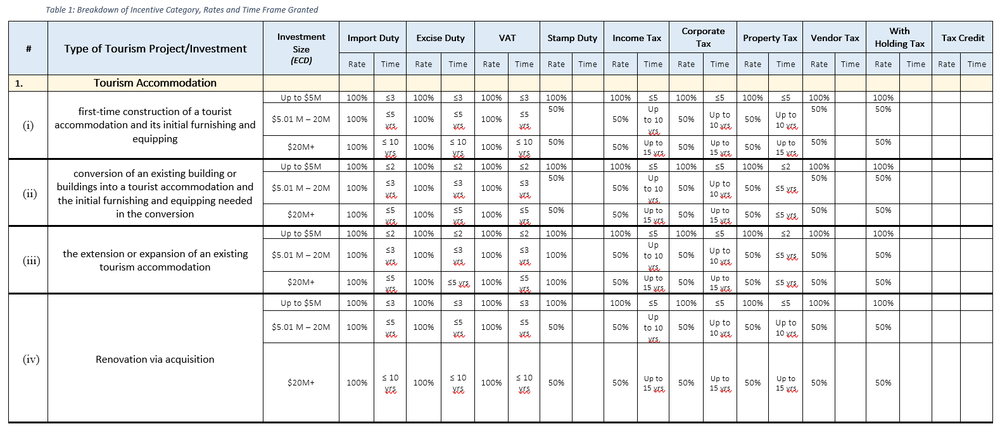 Table 1: Breakdown of Incentive Category, Rates and Time Frame Granted
# | Type of Tourism Project/Investment | Investment Size (ECD) | Import Duty | Excise Duty | VAT | Stamp Duty | Income Tax | Corporate Tax | Property Tax | Vendor Tax | With Holding Tax | Tax Credit
Rate | Time | Rate | Time | Rate | Time | Rate | Time | Rate | Time | Rate | Time | Rate | Time | Rate | Time | Rate | Time | Rate | Time
1. | Tourism Accommodation
(i) | first-time construction of a tourist accommodation and its initial furnishing and equipping
Up to $5M | 100% | ≤3 | 100% | ≤3 | 100% | ≤3 | 100% | | 100% | ≤5 | 100% | ≤5 | 100% | ≤5 | 100% | | 100%
$5.01 M – 20M | 100% | ≤5 yrs. | 100% | ≤5 yrs. | 100% | ≤5 yrs. | 50% | | 50% | Up to 10 yrs. | 50% | Up to 10 yrs. | 50% | Up to 10 yrs. | 50% | | 50%
$20M+ | 100% | ≤ 10 yrs. | 100% | ≤ 10 yrs. | 100% | ≤ 10 yrs. | 50% | | 50% | Up to 15 yrs. | 50% | Up to 15 yrs. | 50% | Up to 15 yrs. | 50% | | 50%
(ii) | conversion of an existing building or buildings into a tourist accommodation and the initial furnishing and equipping needed in the conversion
Up to $5M | 100% | ≤2 | 100% | ≤2 | 100% | ≤2 | 100% | | 100% | ≤5 | 100% | ≤5 | 100% | ≤2 | 100% | | 100%
$5.01 M – 20M | 100% | ≤3 yrs. | 100% | ≤3 yrs. | 100% | ≤3 yrs. | 50% | | 50% | Up to 10 yrs. | 50% | Up to 10 yrs. | 50% | ≤5 yrs. | 50% | | 50%
$20M+ | 100% | ≤5 yrs. | 100% | ≤5 yrs. | 100% | ≤5 yrs. | 50% | | 50% | Up to 15 yrs. | 50% | Up to 15 yrs. | 50% | ≤5 yrs. | 50% | | 50%
(iii) | the extension or expansion of an existing tourism accommodation
Up to $5M | 100% | ≤2 | 100% | ≤2 | 100% | ≤2 | 100% | | 100% | ≤5 | 100% | ≤5 | 100% | ≤2 | 100% | | 100%
$5.01 M – 20M | 100% | ≤3 yrs. | 100% | ≤3 yrs. | 100% | ≤3 yrs. | 100% | | 50% | Up to 10 yrs. | 50% | Up to 10 yrs. | 50% | ≤5 yrs. | 50% | | 50%
$20M+ | 100% | ≤5 yrs. | 100% | ≤5 yrs. | 100% | ≤5 yrs. | 100% | | 50% | Up to 15 yrs. | 50% | Up to 15 yrs. | 50% | ≤5 yrs. | 50% | | 50%
(iv) | Renovation via acquisition
Up to $5M | 100% | ≤3 | 100% | ≤3 | 100% | ≤3 | 100% | | 100% | ≤5 | 100% | ≤5 | 100% | ≤5 | 100% | | 100%
$5.01 M – 20M | 100% | ≤5 yrs. | 100% | ≤5 yrs. | 100% | ≤5 yrs. | 50% | | 50% | Up to 10 yrs. | 50% | Up to 10 yrs. | 50% | Up to 10 yrs. | 50% | | 50%
$20M+ | 100% | ≤ 10 yrs. | 100% | ≤ 10 yrs. | 100% | ≤ 10 yrs. | 50% | | 50% | Up to 15 yrs. | 50% | Up to 15 yrs. | 50% | Up to 15 yrs. | 50% | | 50%